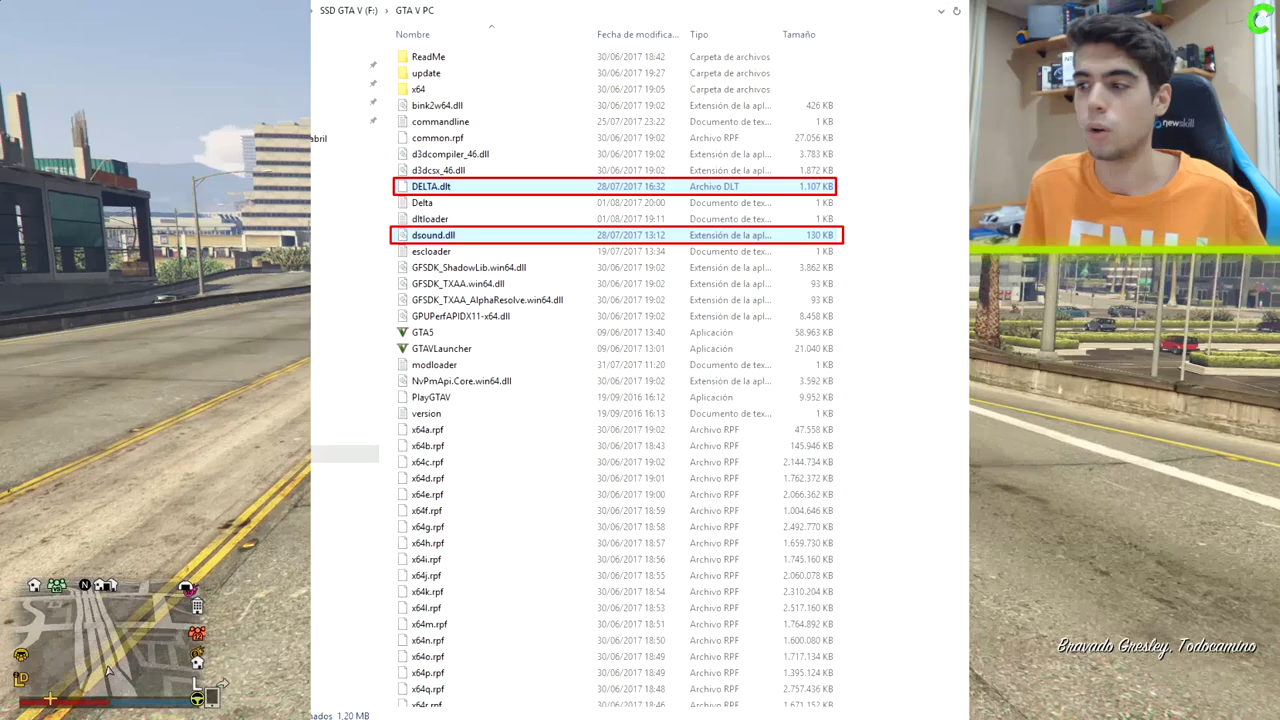 SSD GTA V (F:) > GTA V PC
Nombre Fecha de modifica... Tipo Tamaño
ReadMe 30/06/2017 18:42 Carpeta de archivos
update 30/06/2017 19:27 Carpeta de archivos
x64 30/06/2017 19:05 Carpeta de archivos
bink2w64.dll 30/06/2017 19:02 Extensión de la apl... 426 KB
commandline 25/07/2017 23:22 Documento de tex... 1 KB
abril
common.rpf 30/06/2017 19:02 Archivo RPF 27.056 KB
d3dcompiler_46.dll 30/06/2017 19:02 Extensión de la apl... 3.783 KB
d3dcsx_46.dll 30/06/2017 19:02 Extensión de la apl... 1.872 KB
DELTA.dlt 28/07/2017 16:32 Archivo DLT 1.107 KB
Delta 01/08/2017 20:00 Documento de tex... 1 KB
dltloader 01/08/2017 19:11 Documento de tex... 1 KB
dsound.dll 28/07/2017 13:12 Extensión de la apl... 130 KB
escloader 19/07/2017 13:34 Documento de tex... 1 KB
GFSDK_ShadowLib.win64.dll 30/06/2017 19:02 Extensión de la apl... 3.862 KB
GFSDK_TXAA.win64.dll 30/06/2017 19:02 Extensión de la apl... 93 KB
GFSDK_TXAA_AlphaResolve.win64.dll 30/06/2017 19:02 Extensión de la apl... 93 KB
GPUPerfAPIDX11-x64.dll 30/06/2017 19:02 Extensión de la apl... 8.458 KB
GTA5 09/06/2017 13:40 Aplicación 58.963 KB
GTAVLauncher 09/06/2017 13:01 Aplicación 21.040 KB
modloader 31/07/2017 11:20 Documento de tex... 1 KB
NvPmApi.Core.win64.dll 30/06/2017 19:02 Extensión de la apl... 3.592 KB
PlayGTAV 19/09/2016 16:12 Aplicación 9.952 KB
version 19/09/2016 16:13 Documento de tex... 1 KB
x64a.rpf 30/06/2017 19:02 Archivo RPF 47.558 KB
x64b.rpf 30/06/2017 18:43 Archivo RPF 145.946 KB
x64c.rpf 30/06/2017 19:02 Archivo RPF 2.144.734 KB
x64d.rpf 30/06/2017 19:01 Archivo RPF 1.762.372 KB
x64e.rpf 30/06/2017 19:00 Archivo RPF 2.066.362 KB
x64f.rpf 30/06/2017 18:59 Archivo RPF 1.004.646 KB
x64g.rpf 30/06/2017 18:58 Archivo RPF 2.492.770 KB
x64h.rpf 30/06/2017 18:57 Archivo RPF 1.659.730 KB
x64i.rpf 30/06/2017 18:56 Archivo RPF 1.745.160 KB
x64j.rpf 30/06/2017 18:55 Archivo RPF 2.060.078 KB
x64k.rpf 30/06/2017 18:54 Archivo RPF 2.310.204 KB
x64l.rpf 30/06/2017 18:53 Archivo RPF 2.517.160 KB
x64m.rpf 30/06/2017 18:51 Archivo RPF 1.764.892 KB
x64n.rpf 30/06/2017 18:50 Archivo RPF 1.600.080 KB
x64o.rpf 30/06/2017 18:49 Archivo RPF 1.717.134 KB
x64p.rpf 30/06/2017 18:49 Archivo RPF 1.395.124 KB
x64q.rpf 30/06/2017 18:48 Archivo RPF 2.757.436 KB
x64r.rpf 30/06/2017 18:46 Archivo RPF 1.671.152 KB
nados 1,20 MB
newskill
Bravado Gresley, Todocamino
N
L